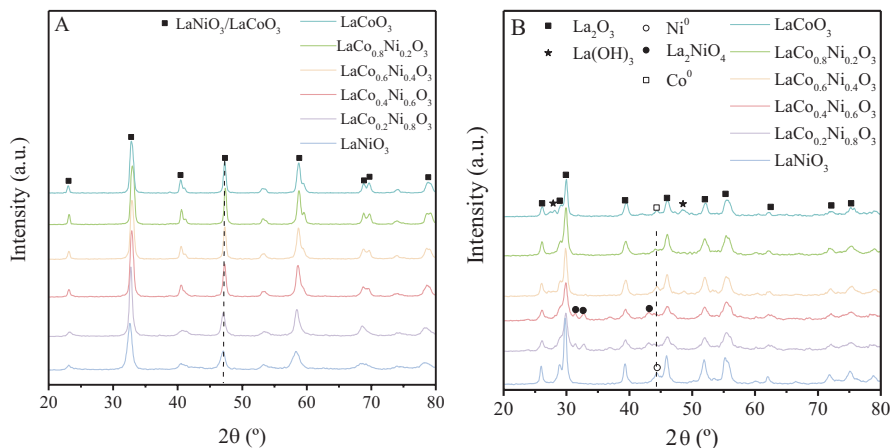 A
LaNiO₃/LaCoO₃
LaCoO₃
LaCo₀.₈Ni₀.₂O₃
LaCo₀.₆Ni₀.₄O₃
LaCo₀.₄Ni₀.₆O₃
LaCo₀.₂Ni₀.₈O₃
LaNiO₃
Intensity (a.u.)
20 30 40 50 60 70 80
2θ (º)
B
La₂O₃
La(OH)₃
Ni⁰
La₂NiO₄
Co⁰
LaCoO₃
LaCo₀.₈Ni₀.₂O₃
LaCo₀.₆Ni₀.₄O₃
LaCo₀.₄Ni₀.₆O₃
LaCo₀.₂Ni₀.₈O₃
LaNiO₃
Intensity (a.u.)
20 30 40 50 60 70 80
2θ (º)